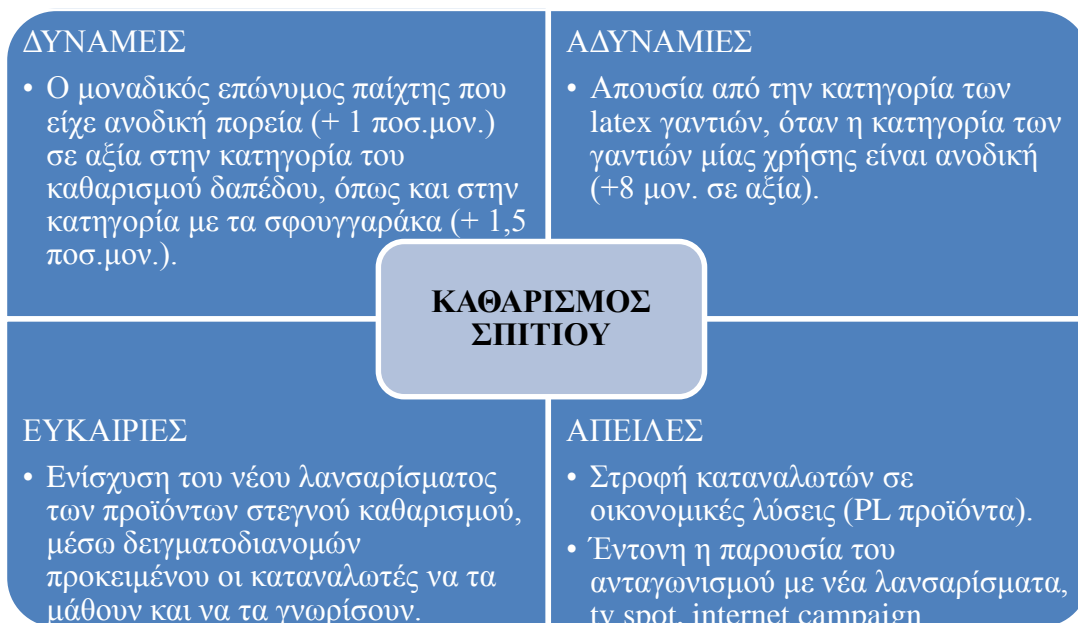 ΔΥΝΑΜΕΙΣ
• Ο μοναδικός επώνυμος παίχτης που
είχε ανοδική πορεία (+ 1 ποσ.μον.)
σε αξία στην κατηγορία του
καθαρισμού δαπέδου, όπως και στην
κατηγορία με τα σφουγγαράκα (+ 1,5
ποσ.μον.).
ΑΔΥΝΑΜΙΕΣ
• Απουσία από την κατηγορία των
latex γαντιών, όταν η κατηγορία των
γαντιών μίας χρήσης είναι ανοδική
(+8 μον. σε αξία).
ΚΑΘΑΡΙΣΜΟΣ
ΣΠΙΤΙΟΥ
ΕΥΚΑΙΡΙΕΣ
• Ενίσχυση του νέου λανσαρίσματος
των προϊόντων στεγνού καθαρισμού,
μέσω δειγματοδιανομών
προκειμένου οι καταναλωτές να τα
μάθουν και να τα γνωρίσουν.
ΑΠΕΙΛΕΣ
• Στροφή καταναλωτών σε
οικονομικές λύσεις (PL προϊόντα).
• Έντονη η παρουσία του
ανταγωνισμού με νέα λανσαρίσματα,
tv spot, internet campaign